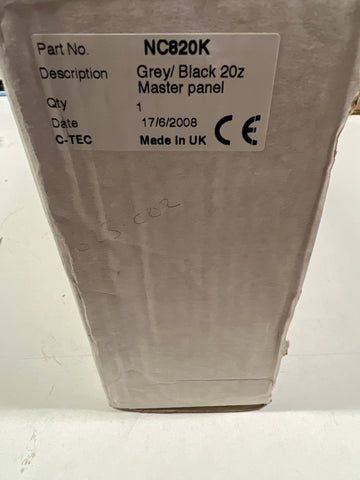 Part No. NC820K
Description Grey/ Black 20z
Master panel
Qty 1
Date 17/6/2008
C-TEC Made in UK CE